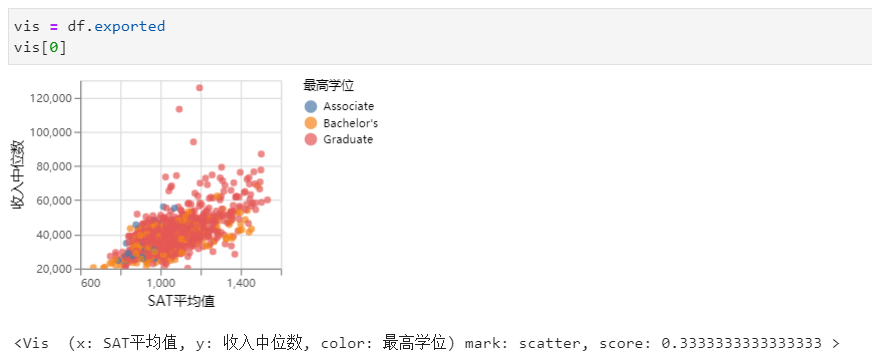 vis = df.exported
vis[0]
最高学位
Associate
Bachelor's
Graduate
收入中位数
120,000
100,000
80,000
60,000
40,000
20,000
600
1,000
1,400
SAT平均值
<Vis  (x: SAT平均值, y: 收入中位数, color: 最高学位) mark: scatter, score: 0.3333333333333333 >